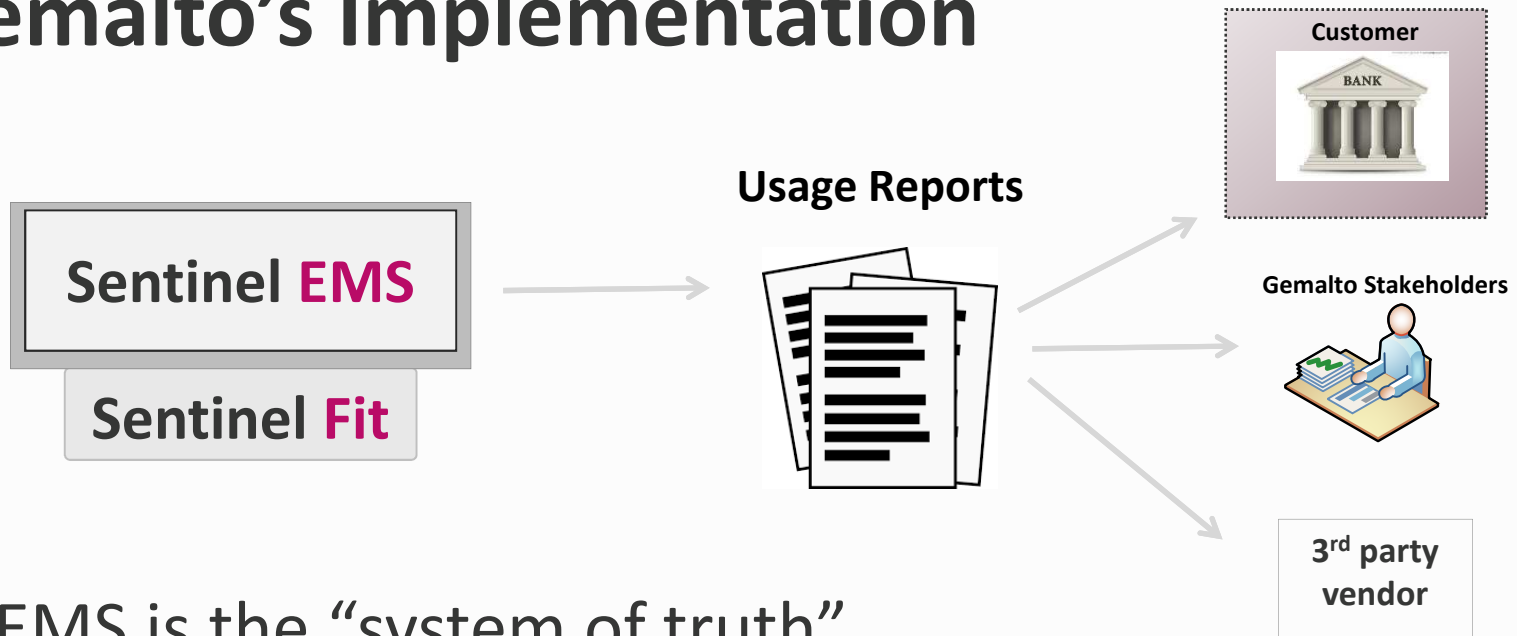 emalto's Implementation
Customer
BANK
Usage Reports
Sentinel EMS
Sentinel Fit
Gemalto Stakeholders
3rd party
vendor
EMS is the “system of truth”